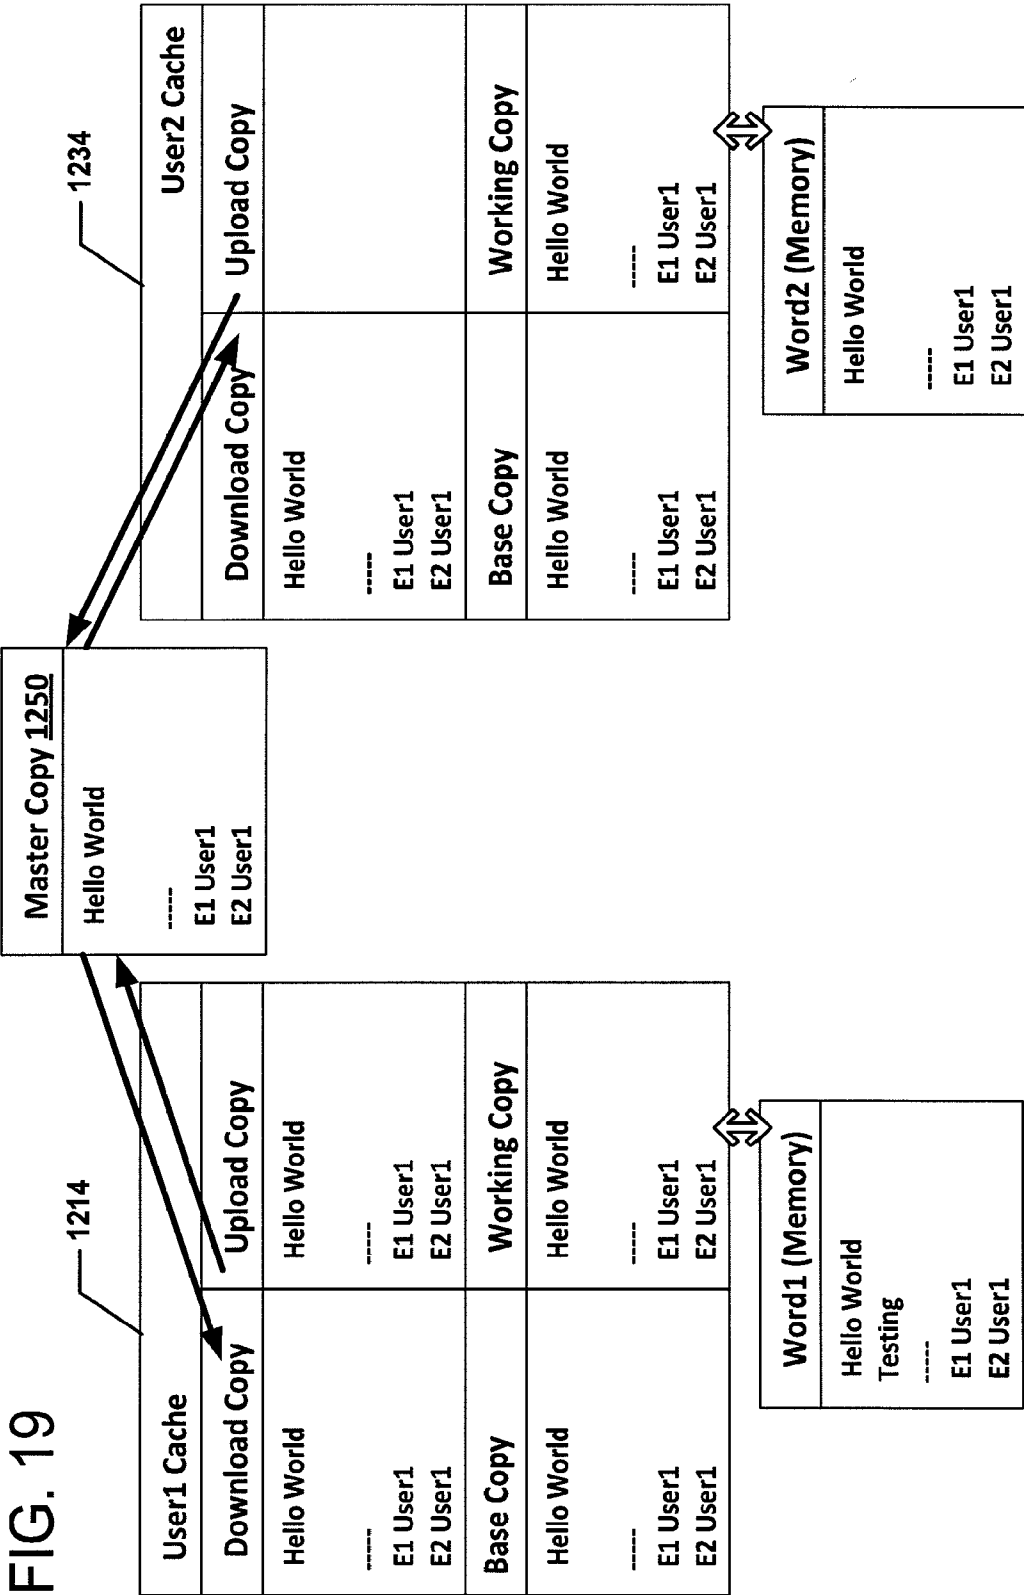 FIG. 19
Master Copy 1250
Hello World
-----
E1 User1
E2 User1
1214
User1 Cache
Download Copy
Hello World
-----
E1 User1
E2 User1
Upload Copy
Hello World
-----
E1 User1
E2 User1
Base Copy
Hello World
-----
E1 User1
E2 User1
Working Copy
Hello World
-----
E1 User1
E2 User1
Word1 (Memory)
Hello World
Testing
-----
E1 User1
E2 User1
1234
User2 Cache
Download Copy
Hello World
-----
E1 User1
E2 User1
Upload Copy
Base Copy
Hello World
-----
E1 User1
E2 User1
Working Copy
Hello World
-----
E1 User1
E2 User1
Word2 (Memory)
Hello World
-----
E1 User1
E2 User1